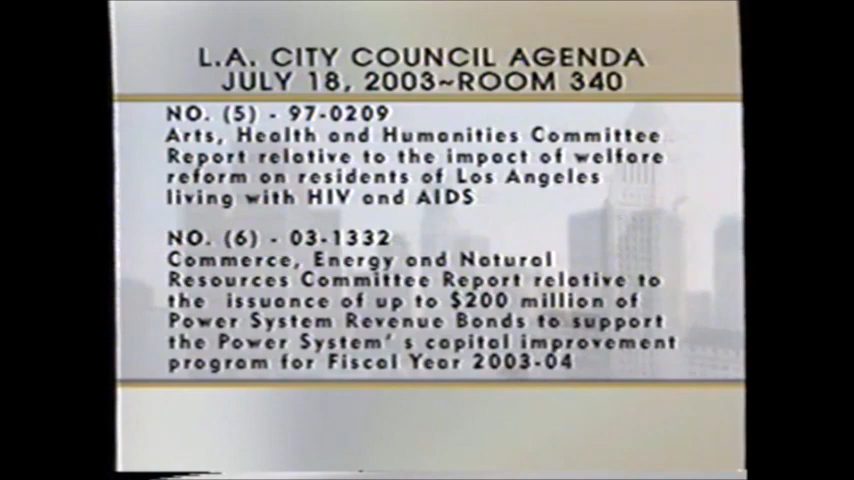 L.A. CITY COUNCIL AGENDA
JULY 18, 2003~ROOM 340
NO. (5) - 97-0209
Arts, Health and Humanities Committee
Report relative to the impact of welfare
reform on residents of Los Angeles
living with HIV and AIDS
NO. (6) - 03-1332
Commerce, Energy and Natural
Resources Committee Report relative to
the issuance of up to $200 million of
Power System Revenue Bonds to support
the Power System's capital improvement
program for Fiscal Year 2003-04